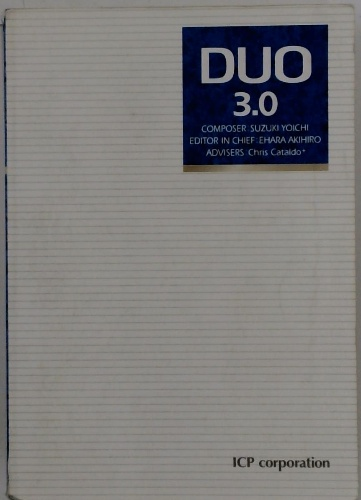 DUO
3.0
COMPOSER : SUZUKI YOICHI
EDITOR IN CHIEF : EHARA AKIHIRO
ADVISERS : Chris Cataldo+
ICP corporation